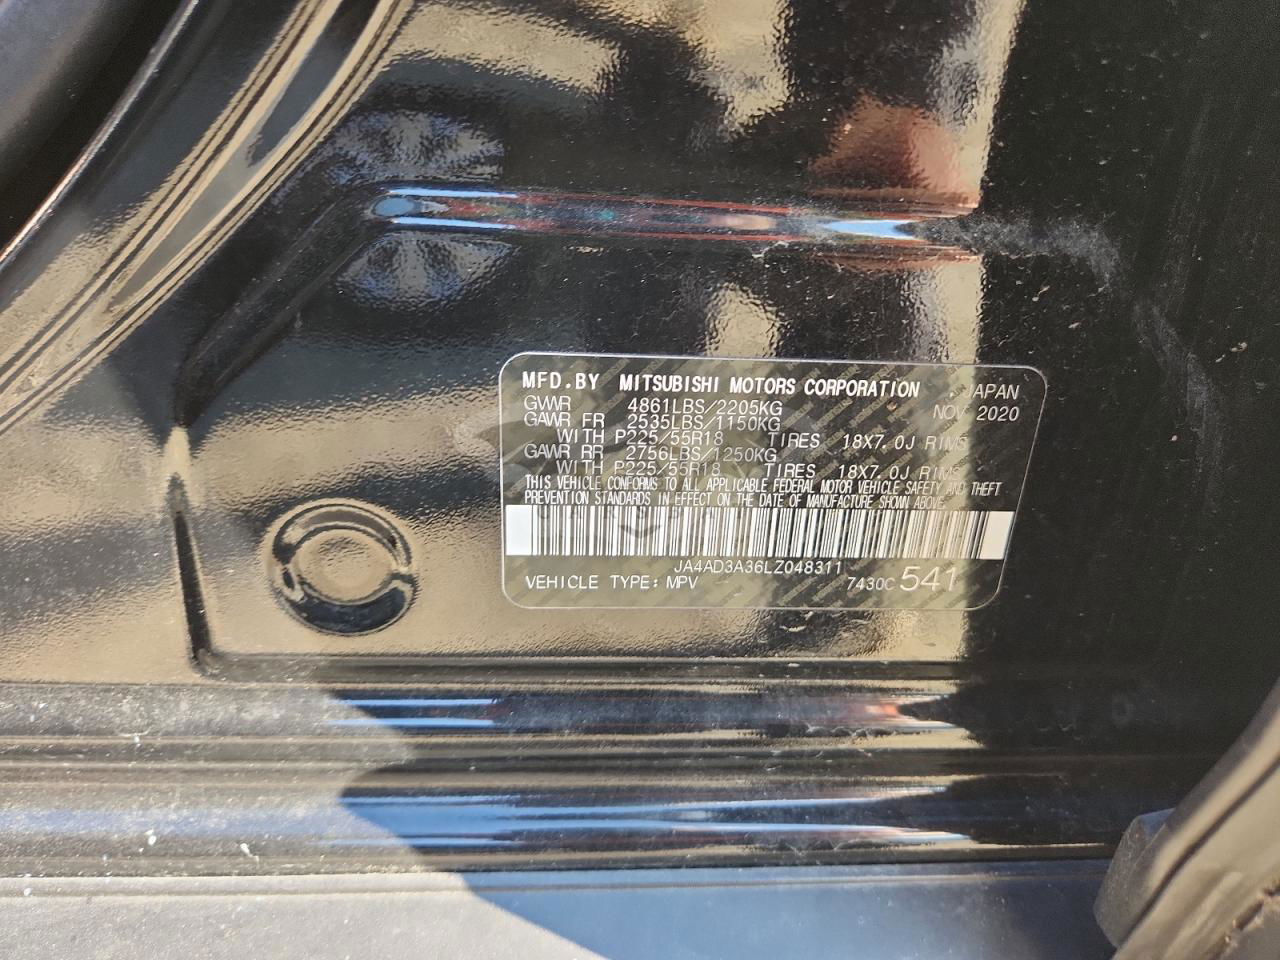 MFD.BY MITSUBISHI MOTORS CORPORATION , JAPAN
GVWR 4861LBS/2205KG NOV 2020
GAWR FR 2535LBS/1150KG
WITH P225/55R18 TIRES 18X7.0J RIMS
GAWR RR 2756LBS/1250KG
WITH P225/55R18 TIRES 18X7.0J RIMS
THIS VEHICLE CONFORMS TO ALL APPLICABLE FEDERAL MOTOR VEHICLE SAFETY AND THEFT
PREVENTION STANDARDS IN EFFECT ON THE DATE OF MANUFACTURE SHOWN ABOVE.
JA4AD3A36LZ048311
VEHICLE TYPE: MPV 7430C 541